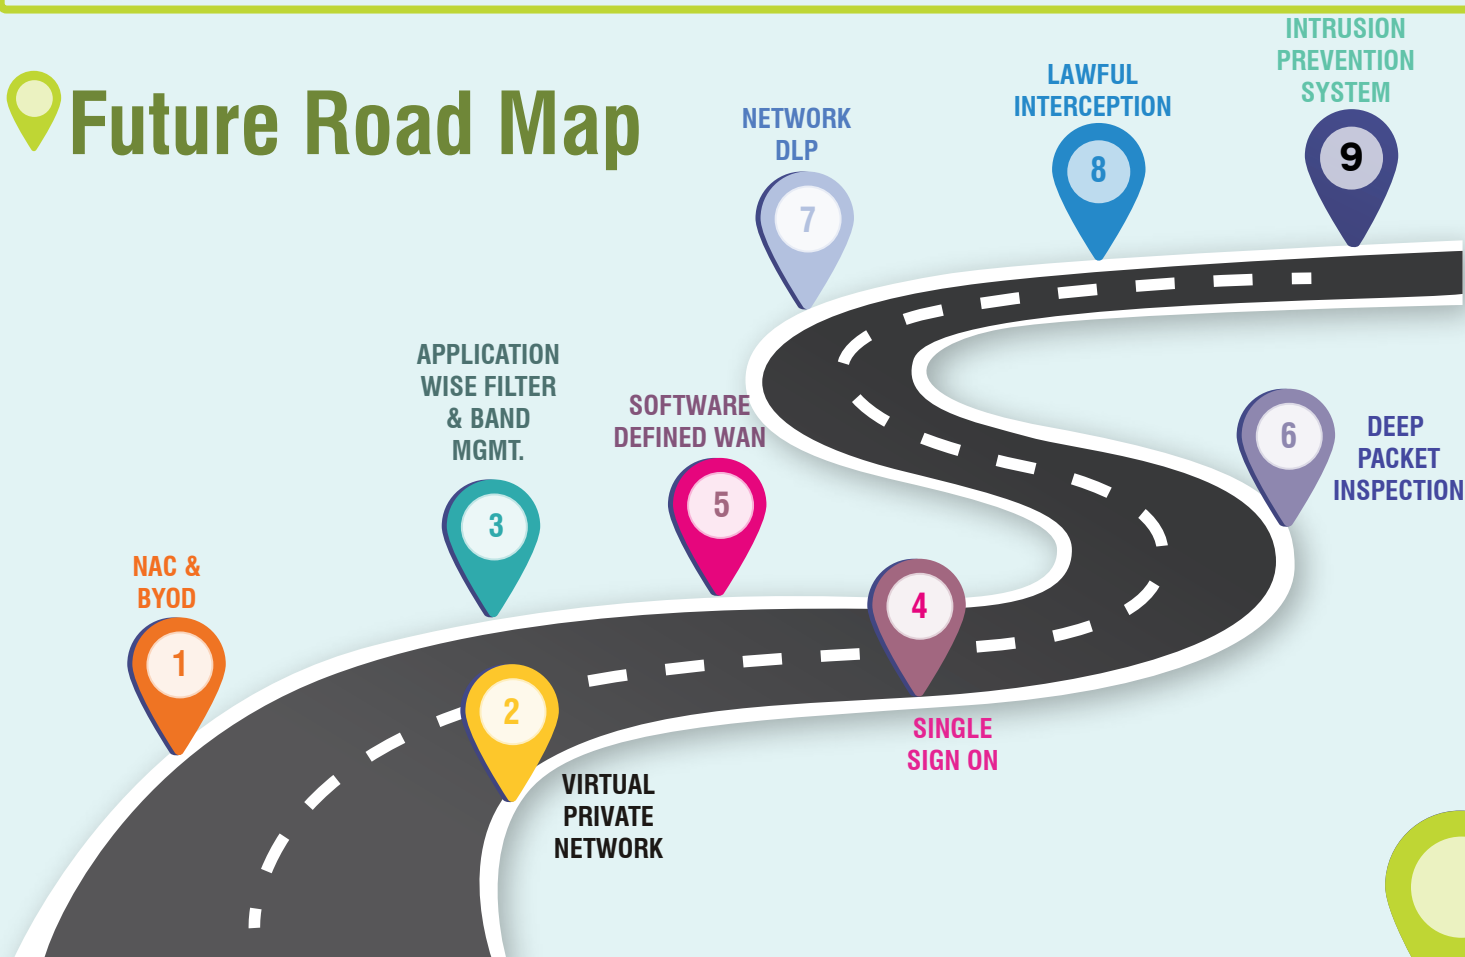 Future Road Map
NAC &
BYOD
1
2
VIRTUAL
PRIVATE
NETWORK
APPLICATION
WISE FILTER
& BAND
MGMT.
3
4
SINGLE
SIGN ON
SOFTWARE
DEFINED WAN
5
6
DEEP
PACKET
INSPECTION
NETWORK
DLP
7
LAWFUL
INTERCEPTION
8
INTRUSION
PREVENTION
SYSTEM
9